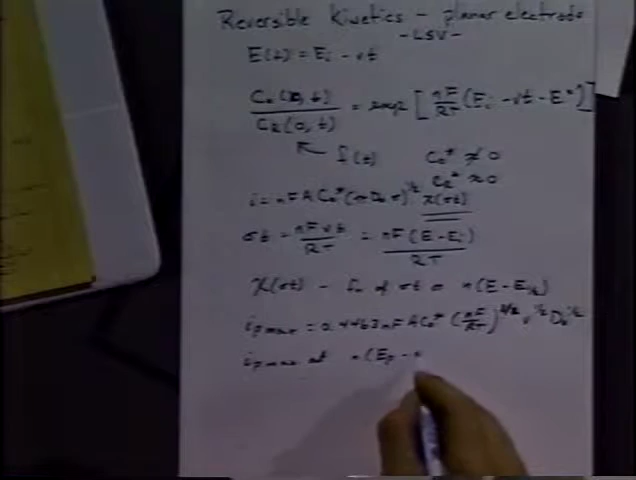 Reversible Kinetics - planar electrode
- LSV -
E(t) = Ei - vt
Co(0, t) / CR(0, t) = exp [ nF/RT (Ei - vt - E°') ]
↖ f(t) Co* ≠ 0
CR* ≈ 0
i = nFACo*(πDoσ)^1/2 χ(σt)
σt = nFvt/RT = nF(E-Ei)/RT
χ(σt) - fn of σt or n(E-E1/2)
ip max = 0.4463 nFACo* (nF/RT)^1/2 v^1/2 Do^1/2
ip max at n(Ep -